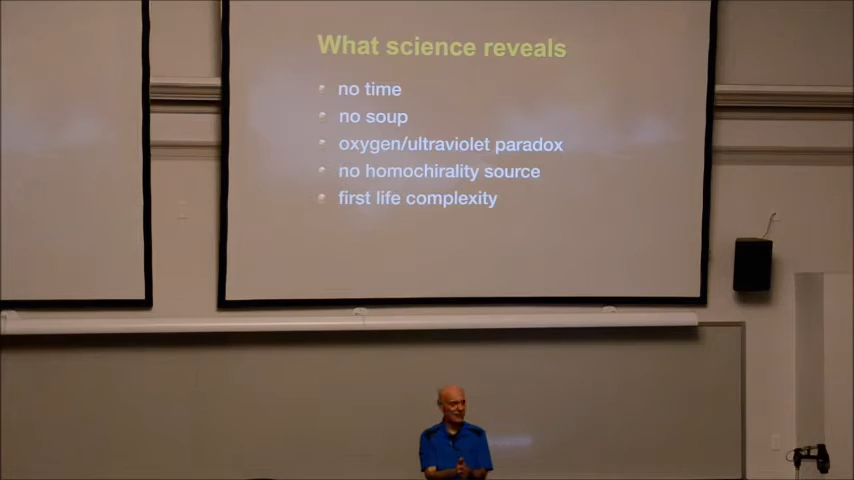 What science reveals
no time
no soup
oxygen/ultraviolet paradox
no homochirality source
first life complexity